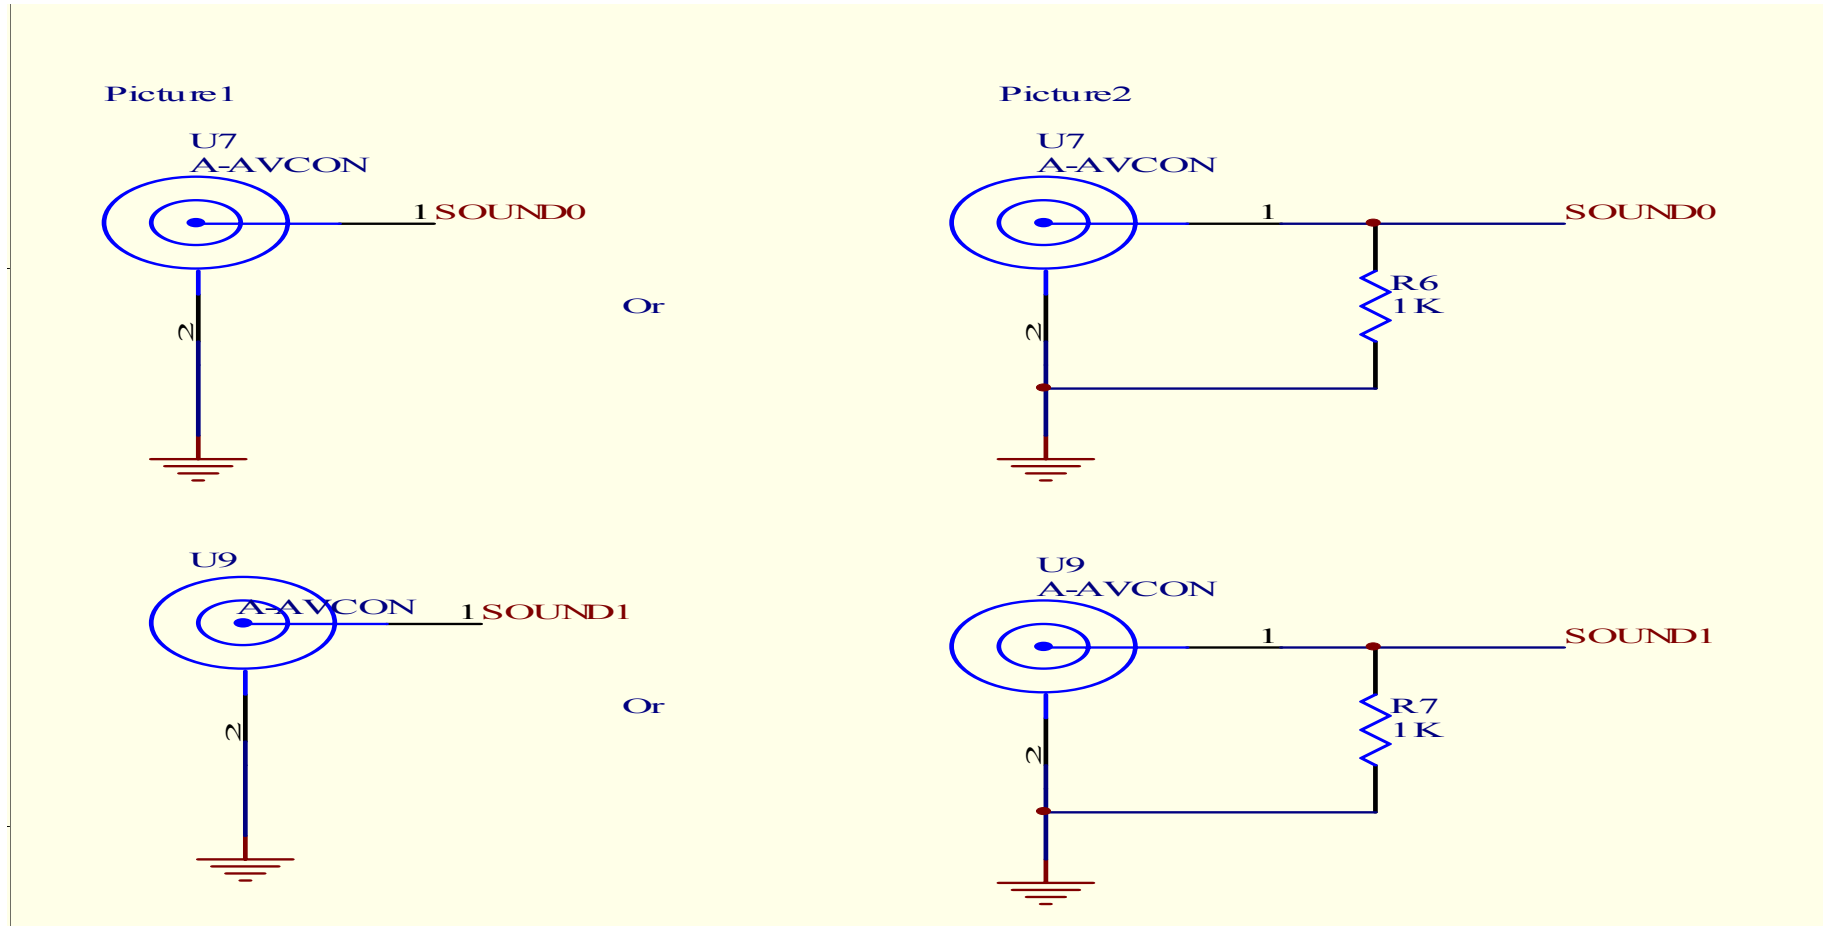 Picture1
U7
A-AVCON
1 SOUND0
2
Or
U9
A-AVCON
1 SOUND1
2
Or
Picture2
U7
A-AVCON
1
SOUND0
R6
1K
2
U9
A-AVCON
1
SOUND1
R7
1K
2